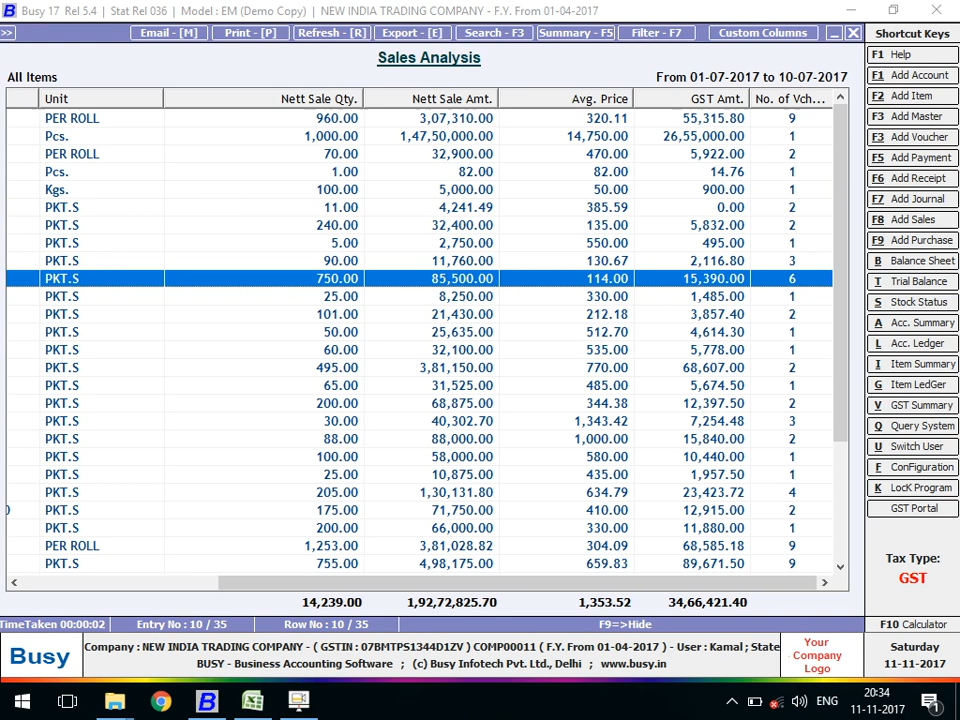 Busy 17 Rel 5.4 | Stat Rel 036 | Model : EM (Demo Copy) | NEW INDIA TRADING COMPANY - F.Y. From 01-04-2017
>> Email - [M] Print - [P] Refresh - [R] Export - [E] Search - F3 Summary - F5 Filter - F7 Custom Columns
Sales Analysis
All Items From 01-07-2017 to 10-07-2017
Unit Nett Sale Qty. Nett Sale Amt. Avg. Price GST Amt. No. of Vch...
PER ROLL 960.00 3,07,310.00 320.11 55,315.80 9
Pcs. 1,000.00 1,47,50,000.00 14,750.00 26,55,000.00 1
PER ROLL 70.00 32,900.00 470.00 5,922.00 2
Pcs. 1.00 82.00 82.00 14.76 1
Kgs. 100.00 5,000.00 50.00 900.00 1
PKT.S 11.00 4,241.49 385.59 0.00 2
PKT.S 240.00 32,400.00 135.00 5,832.00 2
PKT.S 5.00 2,750.00 550.00 495.00 1
PKT.S 90.00 11,760.00 130.67 2,116.80 3
PKT.S 750.00 85,500.00 114.00 15,390.00 6
PKT.S 25.00 8,250.00 330.00 1,485.00 1
PKT.S 101.00 21,430.00 212.18 3,857.40 2
PKT.S 50.00 25,635.00 512.70 4,614.30 1
PKT.S 60.00 32,100.00 535.00 5,778.00 1
PKT.S 495.00 3,81,150.00 770.00 68,607.00 2
PKT.S 65.00 31,525.00 485.00 5,674.50 1
PKT.S 200.00 68,875.00 344.38 12,397.50 2
PKT.S 30.00 40,302.70 1,343.42 7,254.48 3
PKT.S 88.00 88,000.00 1,000.00 15,840.00 2
PKT.S 100.00 58,000.00 580.00 10,440.00 1
PKT.S 25.00 10,875.00 435.00 1,957.50 1
PKT.S 205.00 1,30,131.80 634.79 23,423.72 4
PKT.S 175.00 71,750.00 410.00 12,915.00 2
PKT.S 200.00 66,000.00 330.00 11,880.00 1
PER ROLL 1,253.00 3,81,028.82 304.09 68,585.18 9
PKT.S 755.00 4,98,175.00 659.83 89,671.50 9
14,239.00 1,92,72,825.70 1,353.52 34,66,421.40
TimeTaken 00:00:02 Entry No : 10 / 35 Row No : 10 / 35 F9=>Hide
Shortcut Keys
F1 Help
F1 Add Account
F2 Add Item
F3 Add Master
F3 Add Voucher
F5 Add Payment
F6 Add Receipt
F7 Add Journal
F8 Add Sales
F9 Add Purchase
B Balance Sheet
T Trial Balance
S Stock Status
A Acc. Summary
L Acc. Ledger
I Item Summary
G Item LedGer
V GST Summary
Q Query System
U Switch User
F ConFiguration
K LocK Program
GST Portal
Tax Type:
GST
F10 Calculator
Busy
Company : NEW INDIA TRADING COMPANY - ( GSTIN : 07BMTPS1344D1ZV ) COMP00011 ( F.Y. From 01-04-2017 ) - User : Kamal ; State
BUSY - Business Accounting Software ; (c) Busy Infotech Pvt. Ltd., Delhi ; www.busy.in
Your
Company
Logo
Saturday
11-11-2017
ENG
20:34
11-11-2017
1